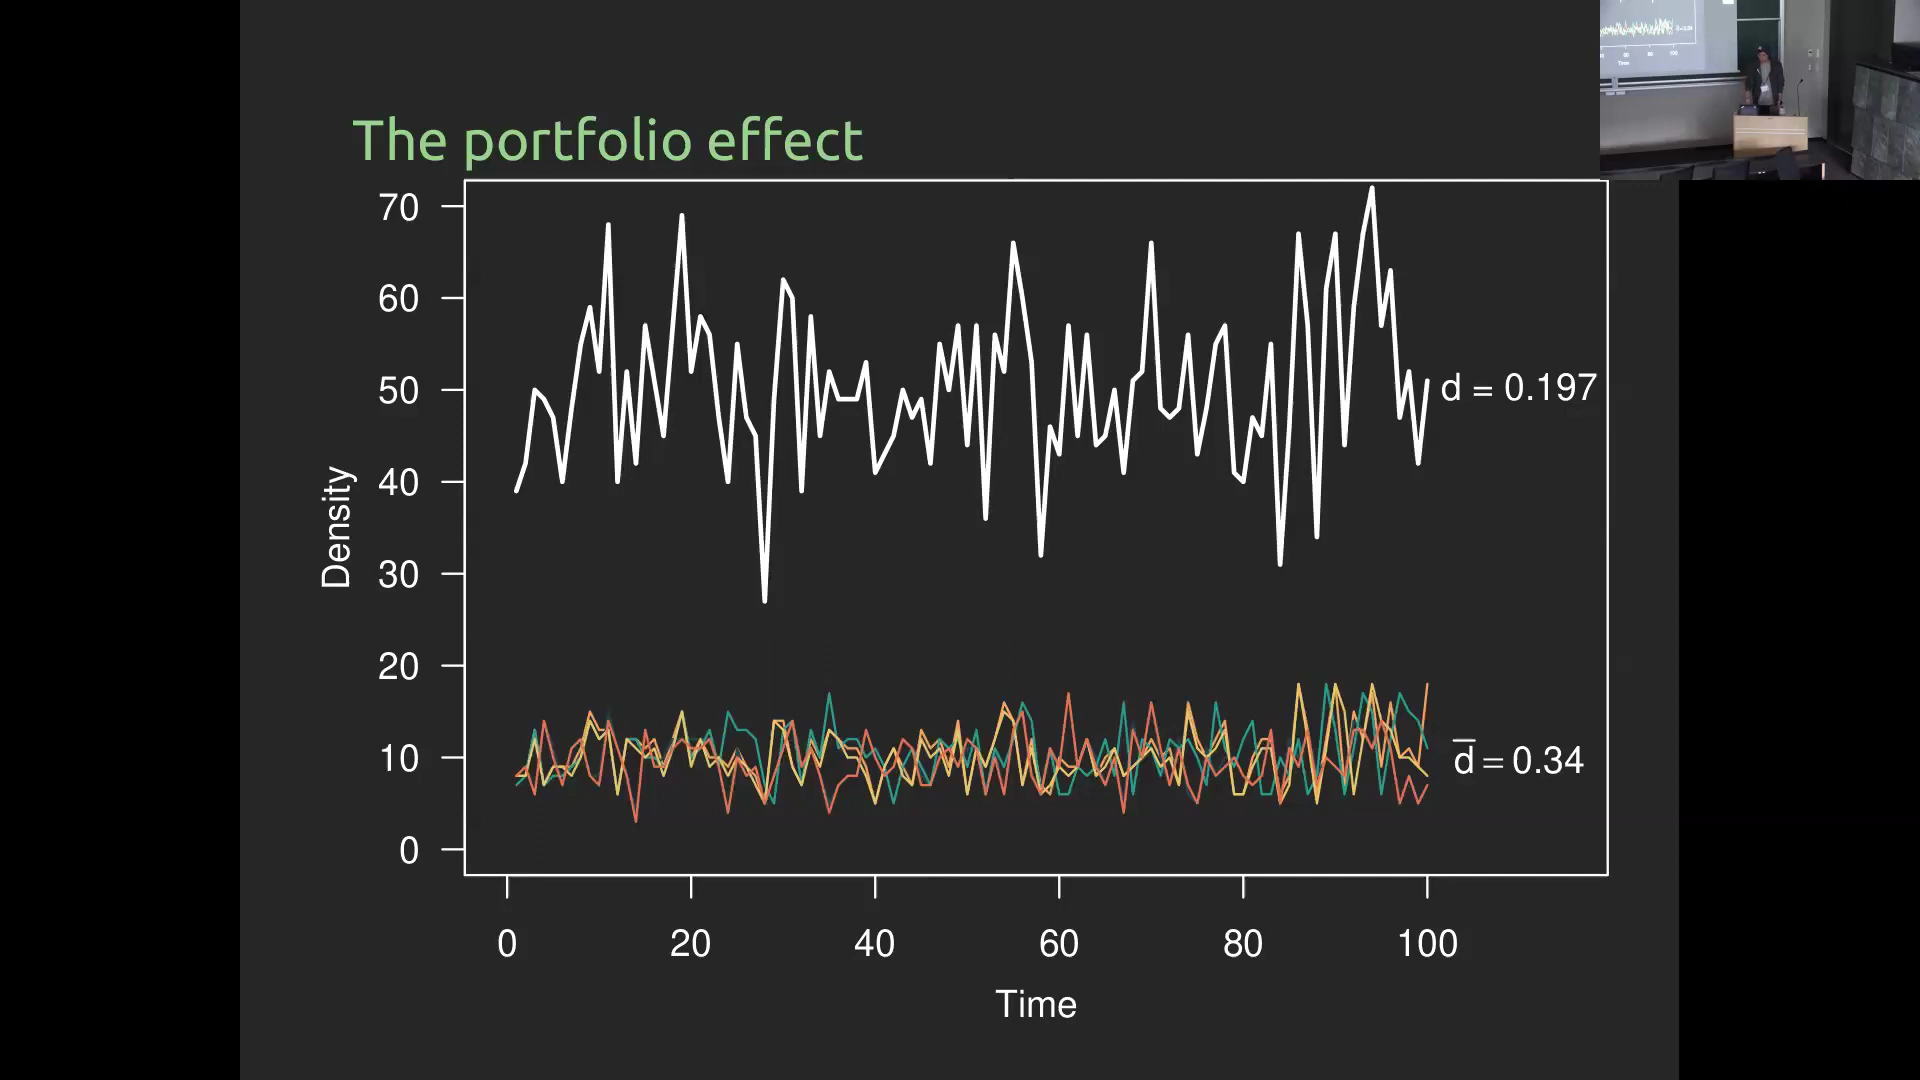 The portfolio effect
70
60
50
40
30
20
10
0
Density
d = 0.197
d̅ = 0.34
0 20 40 60 80 100
Time